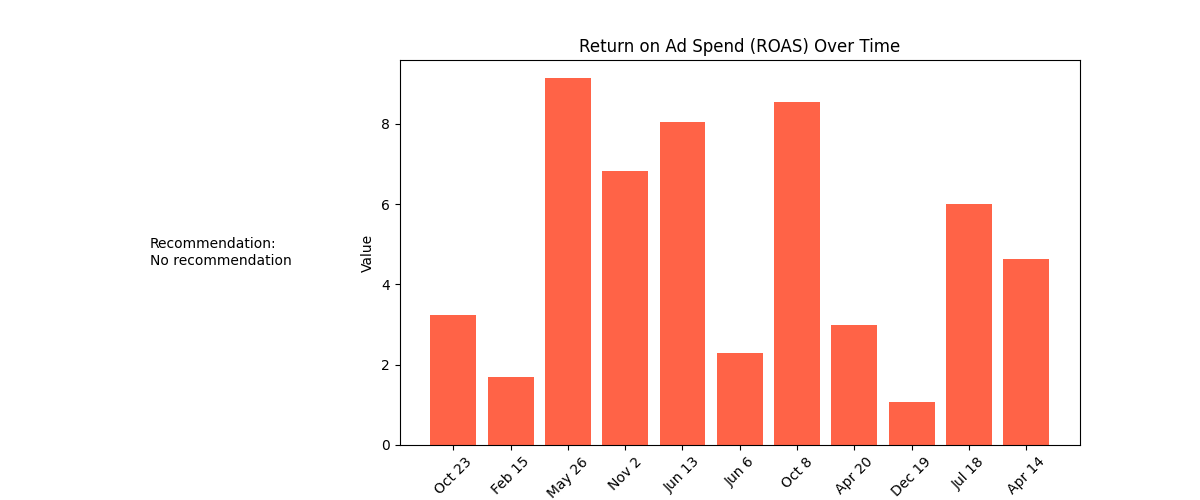 Return on Ad Spend (ROAS) Over Time
Recommendation:
No recommendation
Value
8
6
4
2
0
Oct 23
Feb 15
May 26
Nov 2
Jun 13
Jun 6
Oct 8
Apr 20
Dec 19
Jul 18
Apr 14